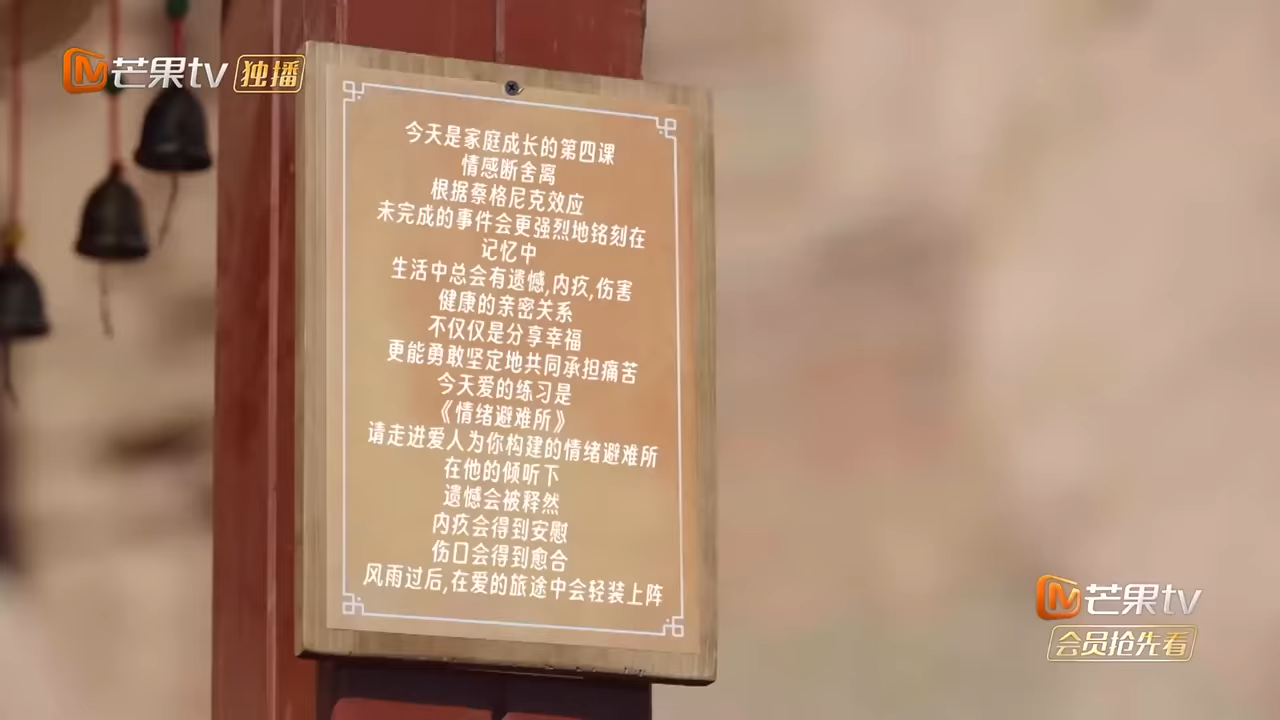 芒果tv 独播
今天是家庭成长的第四课
情感断舍离
根据蔡格尼克效应
未完成的事件会更强烈地铭刻在
记忆中
生活中总会有遗憾,内疚,伤害
健康的亲密关系
不仅仅是分享幸福
更能勇敢坚定地共同承担痛苦
今天爱的练习是
《情绪避难所》
请走进爱人为你构建的情绪避难所
在他的倾听下
遗憾会被释然
内疚会得到安慰
伤口会得到愈合
风雨过后,在爱的旅途中会轻装上阵
芒果tv
会员抢先看